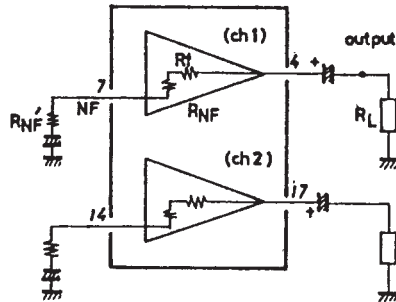 (ch1)
output
Rf
4 +
7
NF
RNF
RNF'
RL
(ch2)
17
+
14